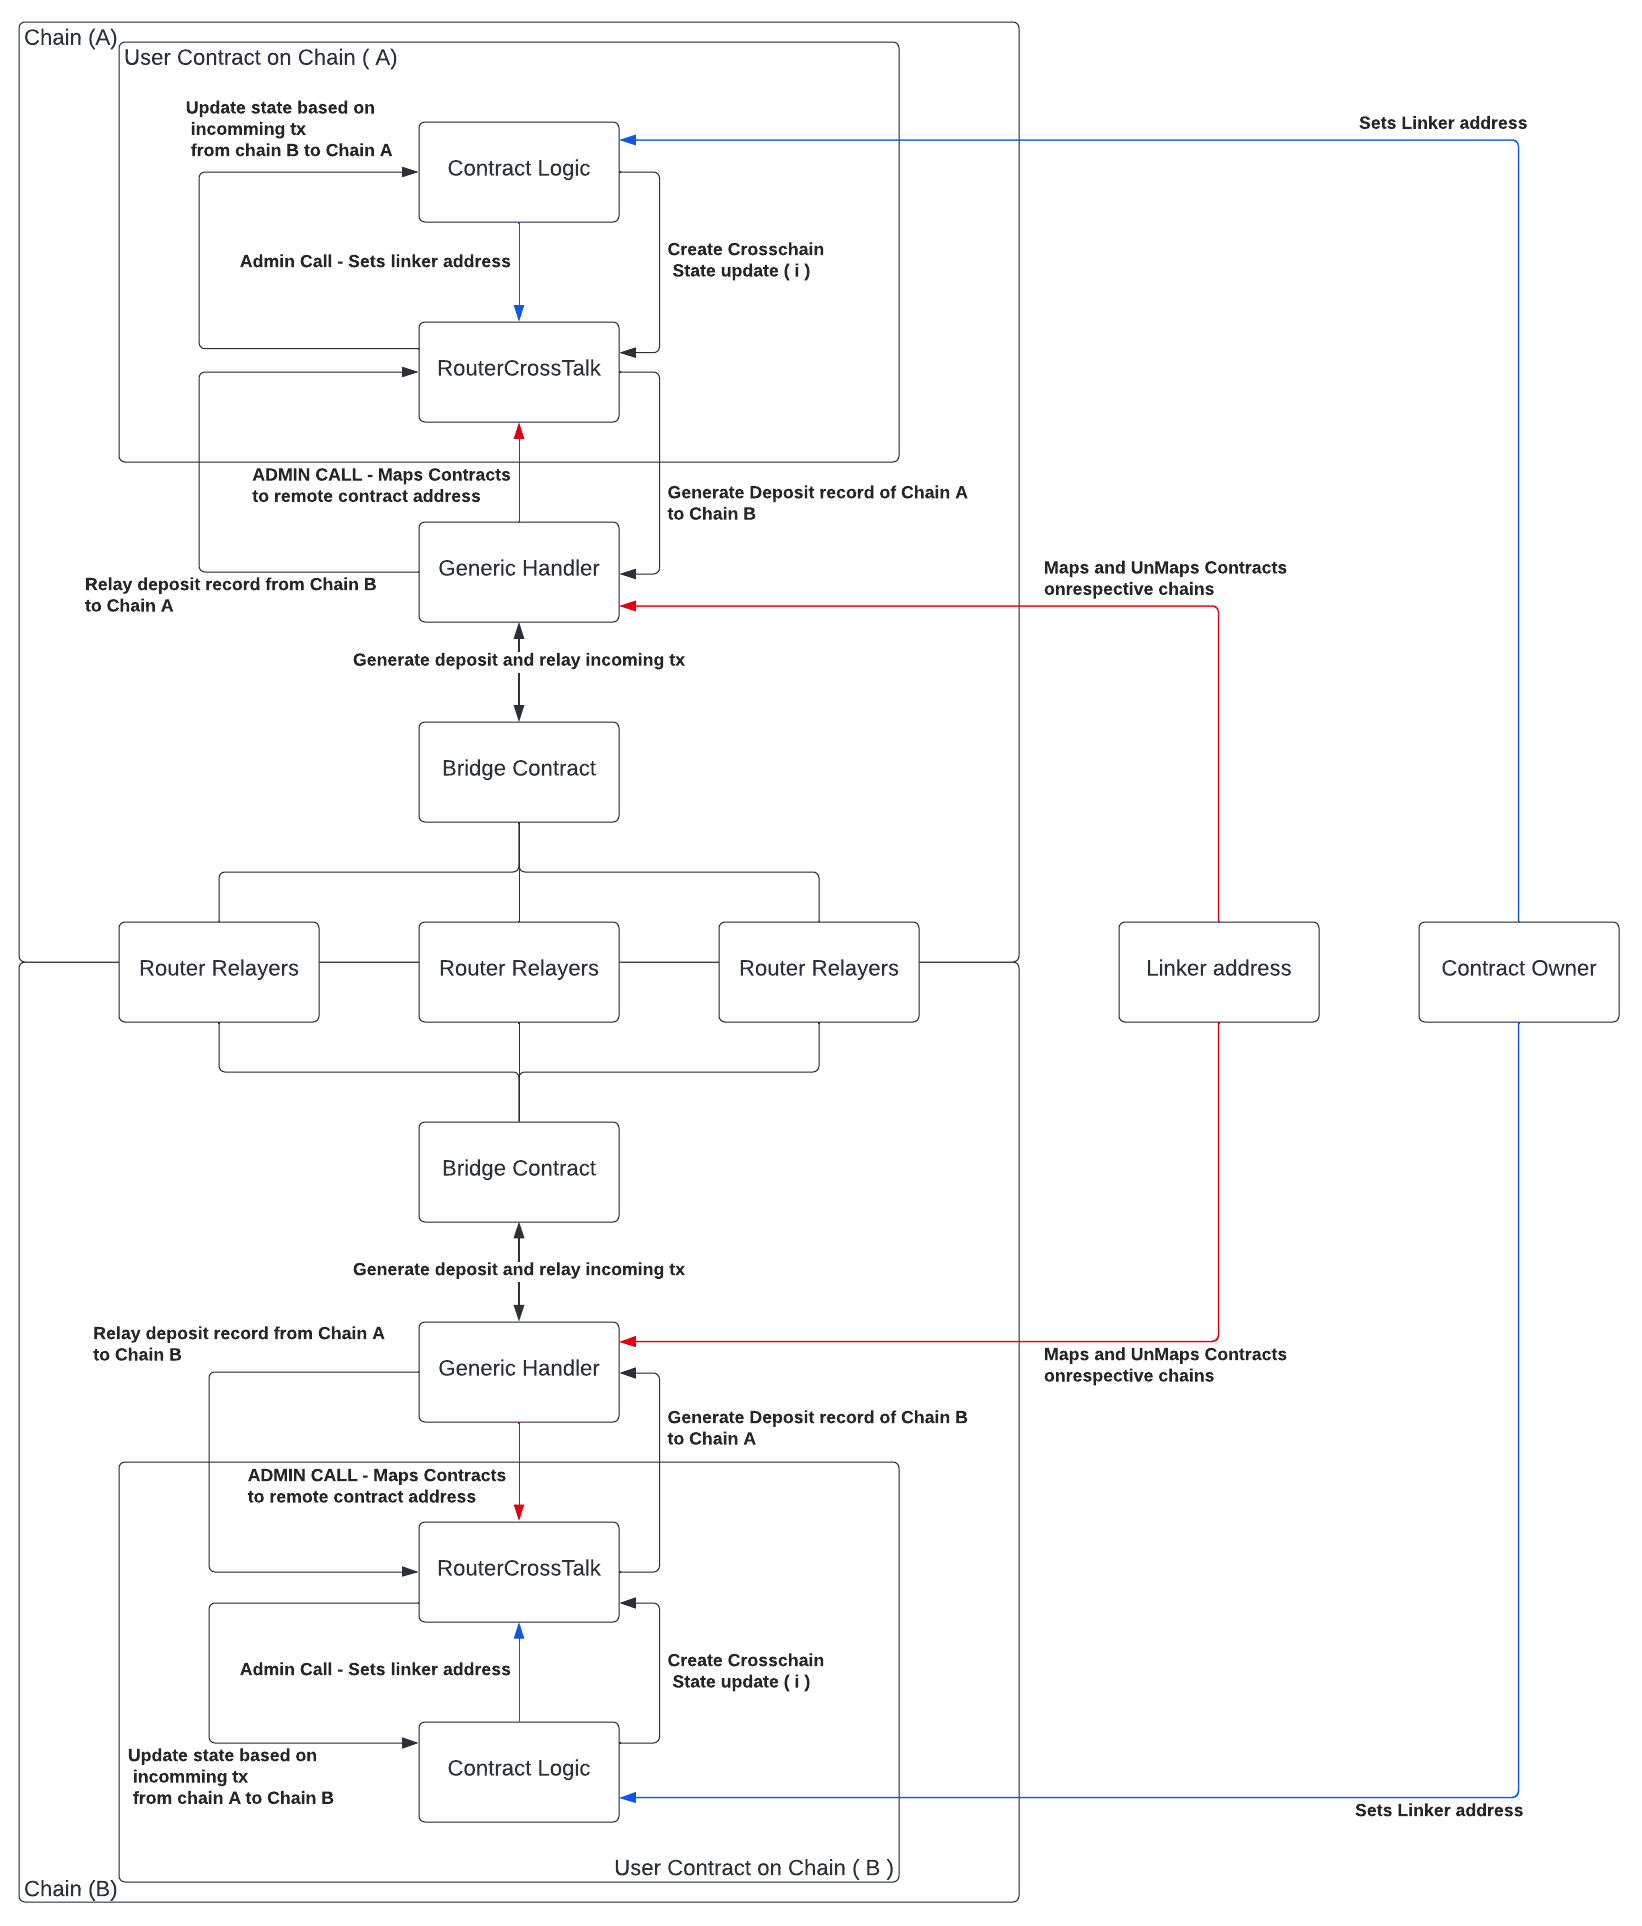 Chain (A)
User Contract on Chain ( A)
Update state based on
incomming tx
from chain B to Chain A
Sets Linker address
Contract Logic
Admin Call - Sets linker address
Create Crosschain
State update ( i )
RouterCrossTalk
ADMIN CALL - Maps Contracts
to remote contract address
Generate Deposit record of Chain A
to Chain B
Generic Handler
Relay deposit record from Chain B
to Chain A
Maps and UnMaps Contracts
onrespective chains
Generate deposit and relay incoming tx
Bridge Contract
Router Relayers
Router Relayers
Router Relayers
Linker address
Contract Owner
Bridge Contract
Generate deposit and relay incoming tx
Relay deposit record from Chain A
to Chain B
Generic Handler
Maps and UnMaps Contracts
onrespective chains
Generate Deposit record of Chain B
to Chain A
ADMIN CALL - Maps Contracts
to remote contract address
RouterCrossTalk
Admin Call - Sets linker address
Create Crosschain
State update ( i )
Update state based on
incomming tx
from chain A to Chain B
Contract Logic
Sets Linker address
User Contract on Chain ( B )
Chain (B)